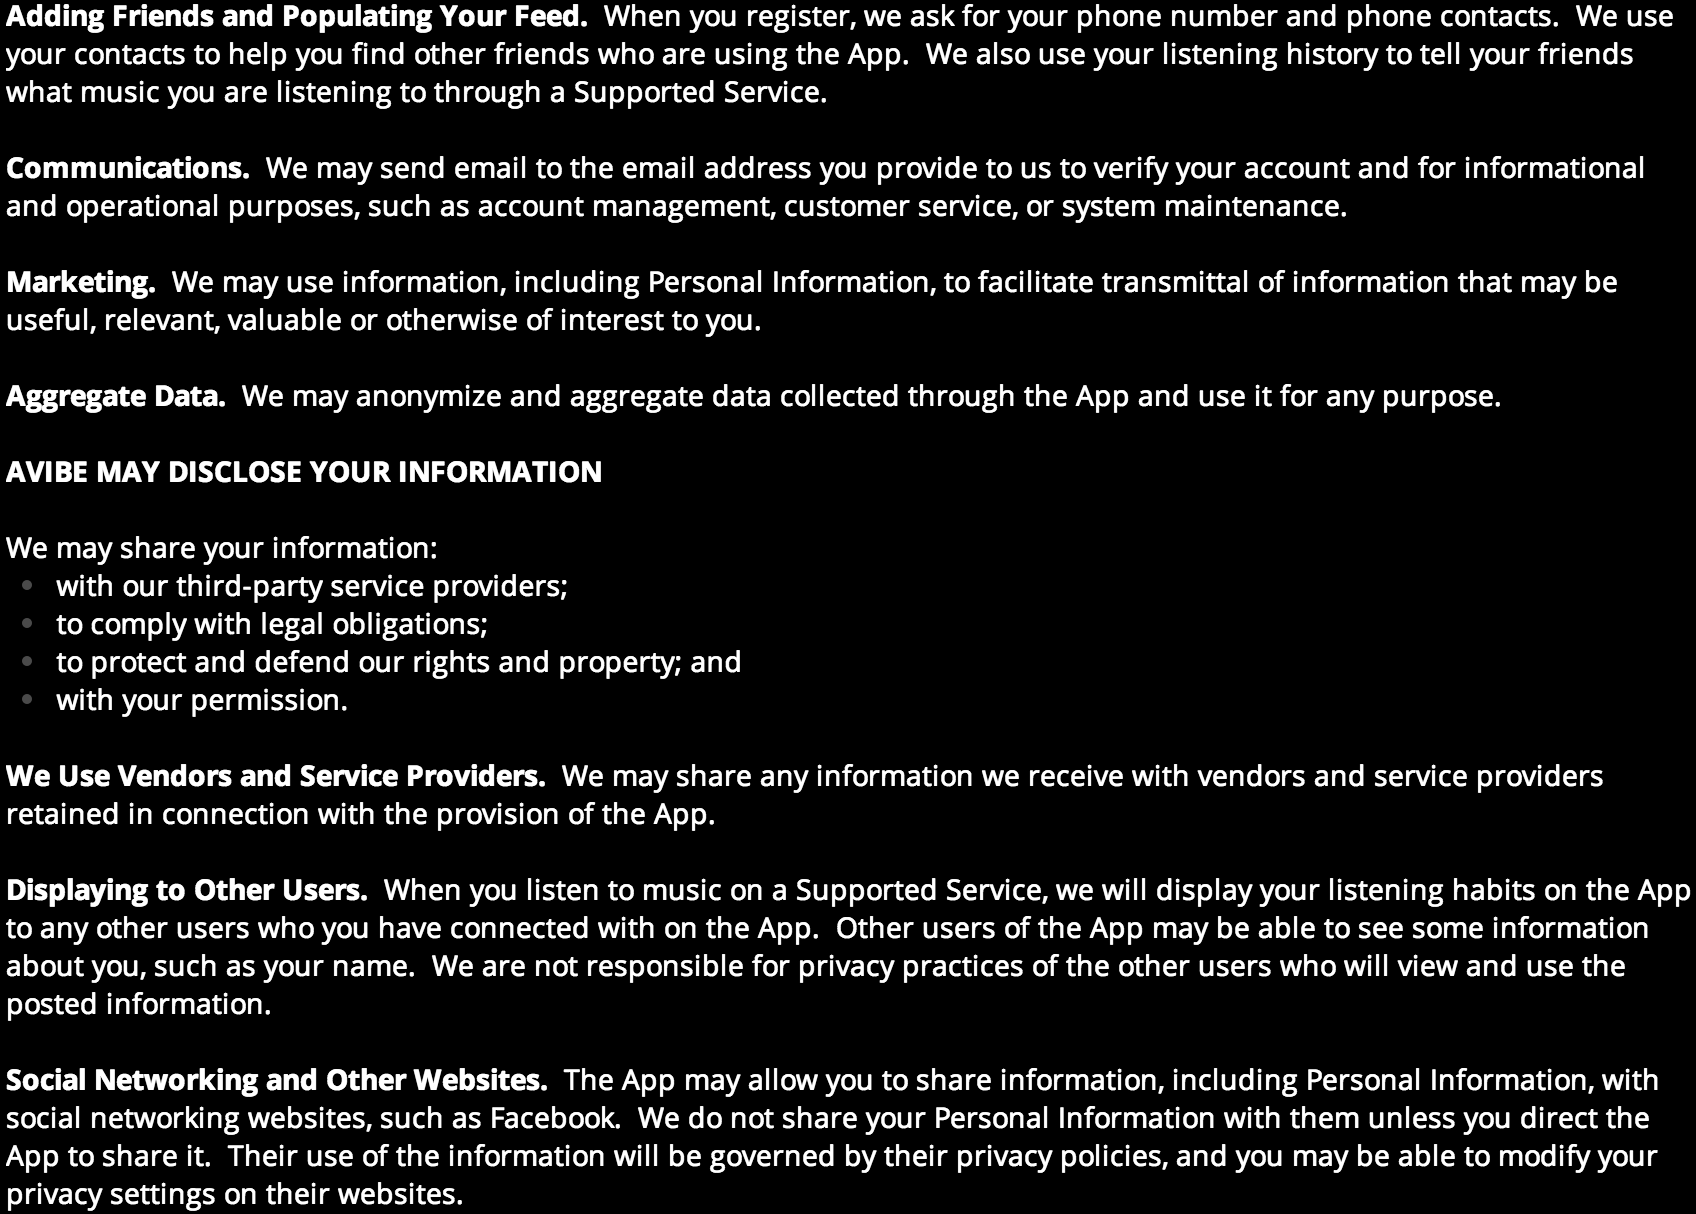 Adding Friends and Populating Your Feed.  When you register, we ask for your phone number and phone contacts.  We use
your contacts to help you find other friends who are using the App.  We also use your listening history to tell your friends
what music you are listening to through a Supported Service.
Communications.  We may send email to the email address you provide to us to verify your account and for informational
and operational purposes, such as account management, customer service, or system maintenance.
Marketing.  We may use information, including Personal Information, to facilitate transmittal of information that may be
useful, relevant, valuable or otherwise of interest to you.
Aggregate Data.  We may anonymize and aggregate data collected through the App and use it for any purpose.
AVIBE MAY DISCLOSE YOUR INFORMATION
We may share your information:
• with our third-party service providers;
• to comply with legal obligations;
• to protect and defend our rights and property; and
• with your permission.
We Use Vendors and Service Providers.  We may share any information we receive with vendors and service providers
retained in connection with the provision of the App.
Displaying to Other Users.  When you listen to music on a Supported Service, we will display your listening habits on the App
to any other users who you have connected with on the App.  Other users of the App may be able to see some information
about you, such as your name.  We are not responsible for privacy practices of the other users who will view and use the
posted information.
Social Networking and Other Websites.  The App may allow you to share information, including Personal Information, with
social networking websites, such as Facebook.  We do not share your Personal Information with them unless you direct the
App to share it.  Their use of the information will be governed by their privacy policies, and you may be able to modify your
privacy settings on their websites.